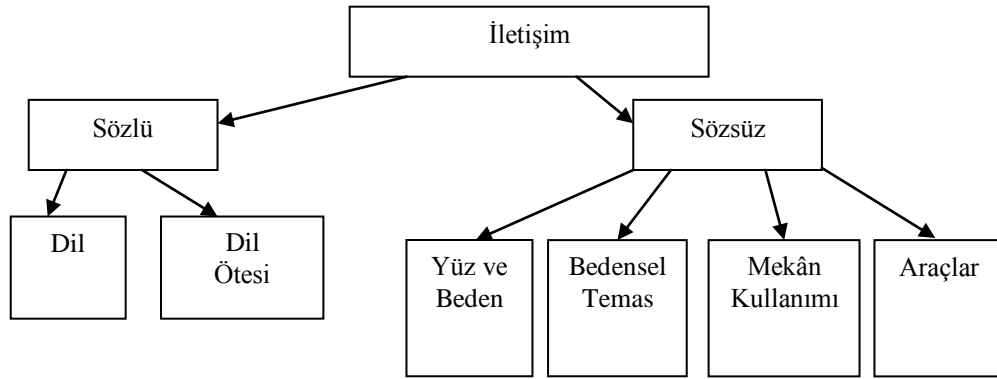 İletişim
Sözlü
Sözsüz
Dil
Dil
Ötesi
Yüz ve
Beden
Bedensel
Temas
Mekân
Kullanımı
Araçlar